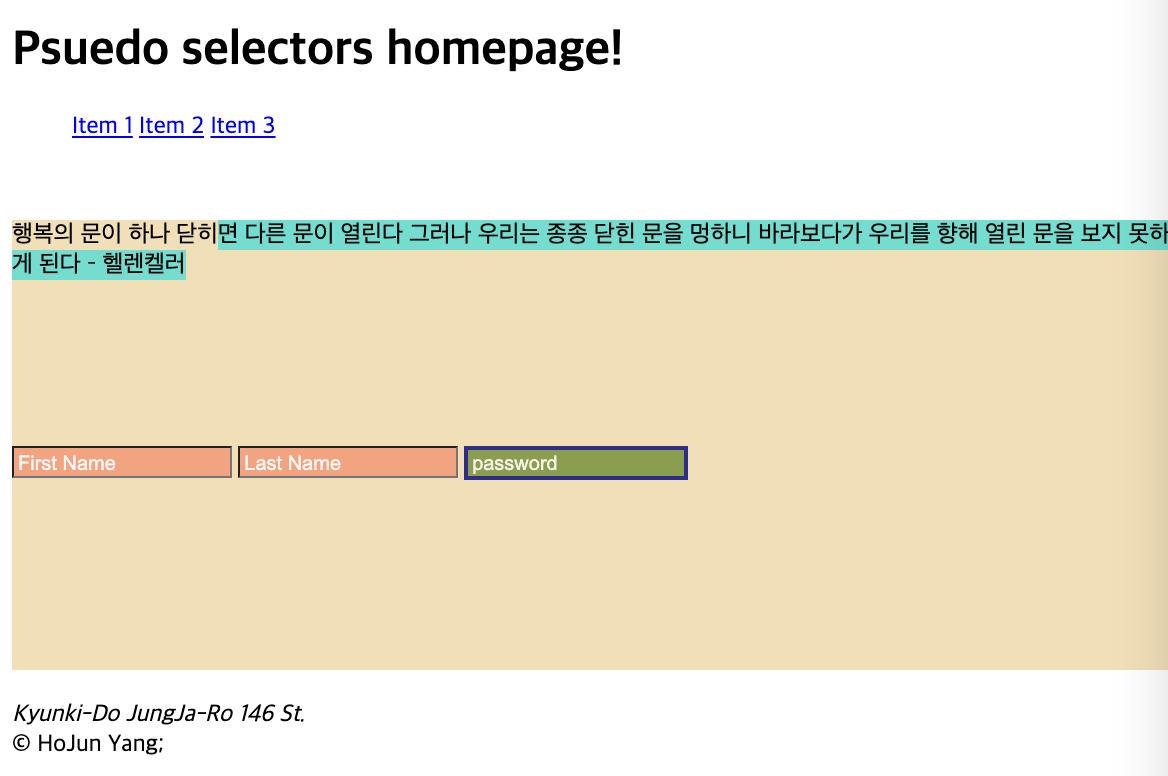 Psuedo selectors homepage!
Item 1 Item 2 Item 3
행복의 문이 하나 닫히면 다른 문이 열린다 그러나 우리는 종종 닫힌 문을 멍하니 바라보다가 우리를 향해 열린 문을 보지 못하
게 된다 - 헬렌켈러
First Name Last Name password
Kyunki-Do JungJa-Ro 146 St.
© HoJun Yang;